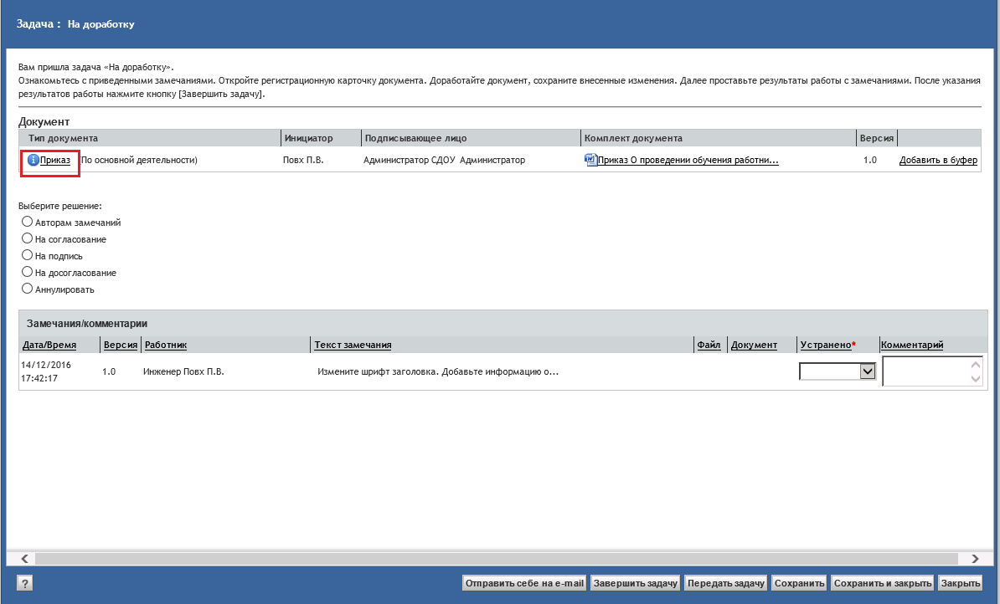 Задача : На доработку
Вам пришла задача «На доработку».
Ознакомьтесь с приведенными замечаниями. Откройте регистрационную карточку документа. Доработайте документ, сохраните внесенные изменения. Далее проставьте результаты работы с замечаниями. После указания
результатов работы нажмите кнопку [Завершить задачу].
Документ
Тип документа Инициатор Подписывающее лицо Комплект документа Версия
Приказ (По основной деятельности) Повх П.В. Администратор СДОУ Администратор Приказ О проведении обучения работни... 1.0 Добавить в буфер
Выберите решение:
Авторам замечаний
На согласование
На подпись
На досогласование
Аннулировать
Замечания/комментарии
Дата/Время Версия Работник Текст замечания Файл Документ Устранено* Комментарий
14/12/2016
17:42:17 1.0 Инженер Повх П.В. Измените шрифт заголовка. Добавьте информацию о...
? Отправить себе на e-mail Завершить задачу Передать задачу Сохранить Сохранить и закрыть Закрыть